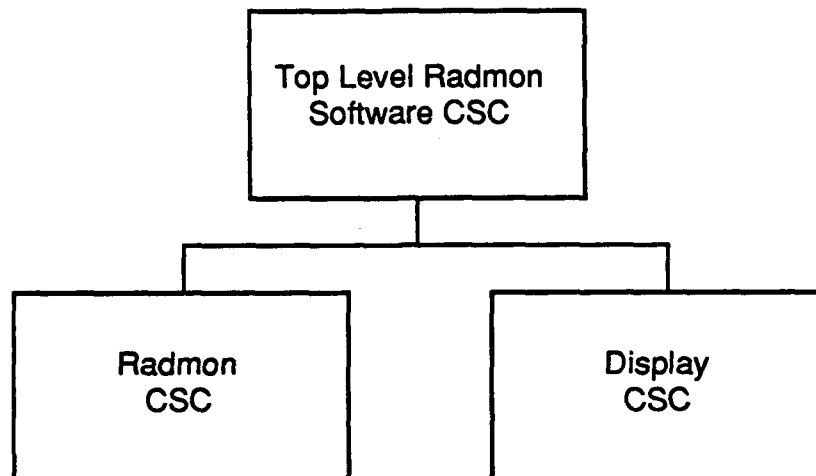 Top Level Radmon
Software CSC
Radmon
CSC
Display
CSC